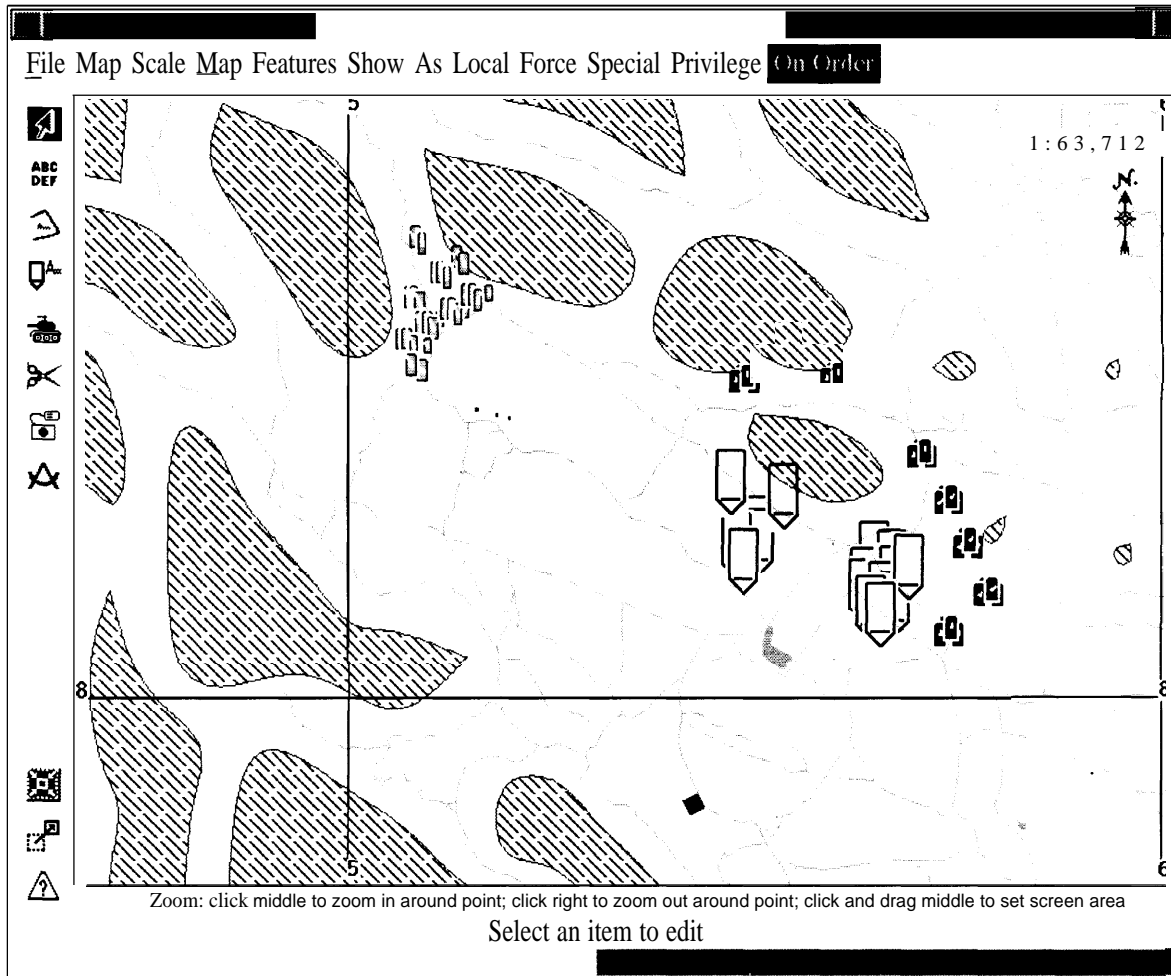 File Map Scale Map Features Show As Local Force Special Privilege On Order
5
1:63,712
N.
ABC
DEF
A
8
8
5
6
?
Zoom: click middle to zoom in around point; click right to zoom out around point; click and drag middle to set screen area
Select an item to edit